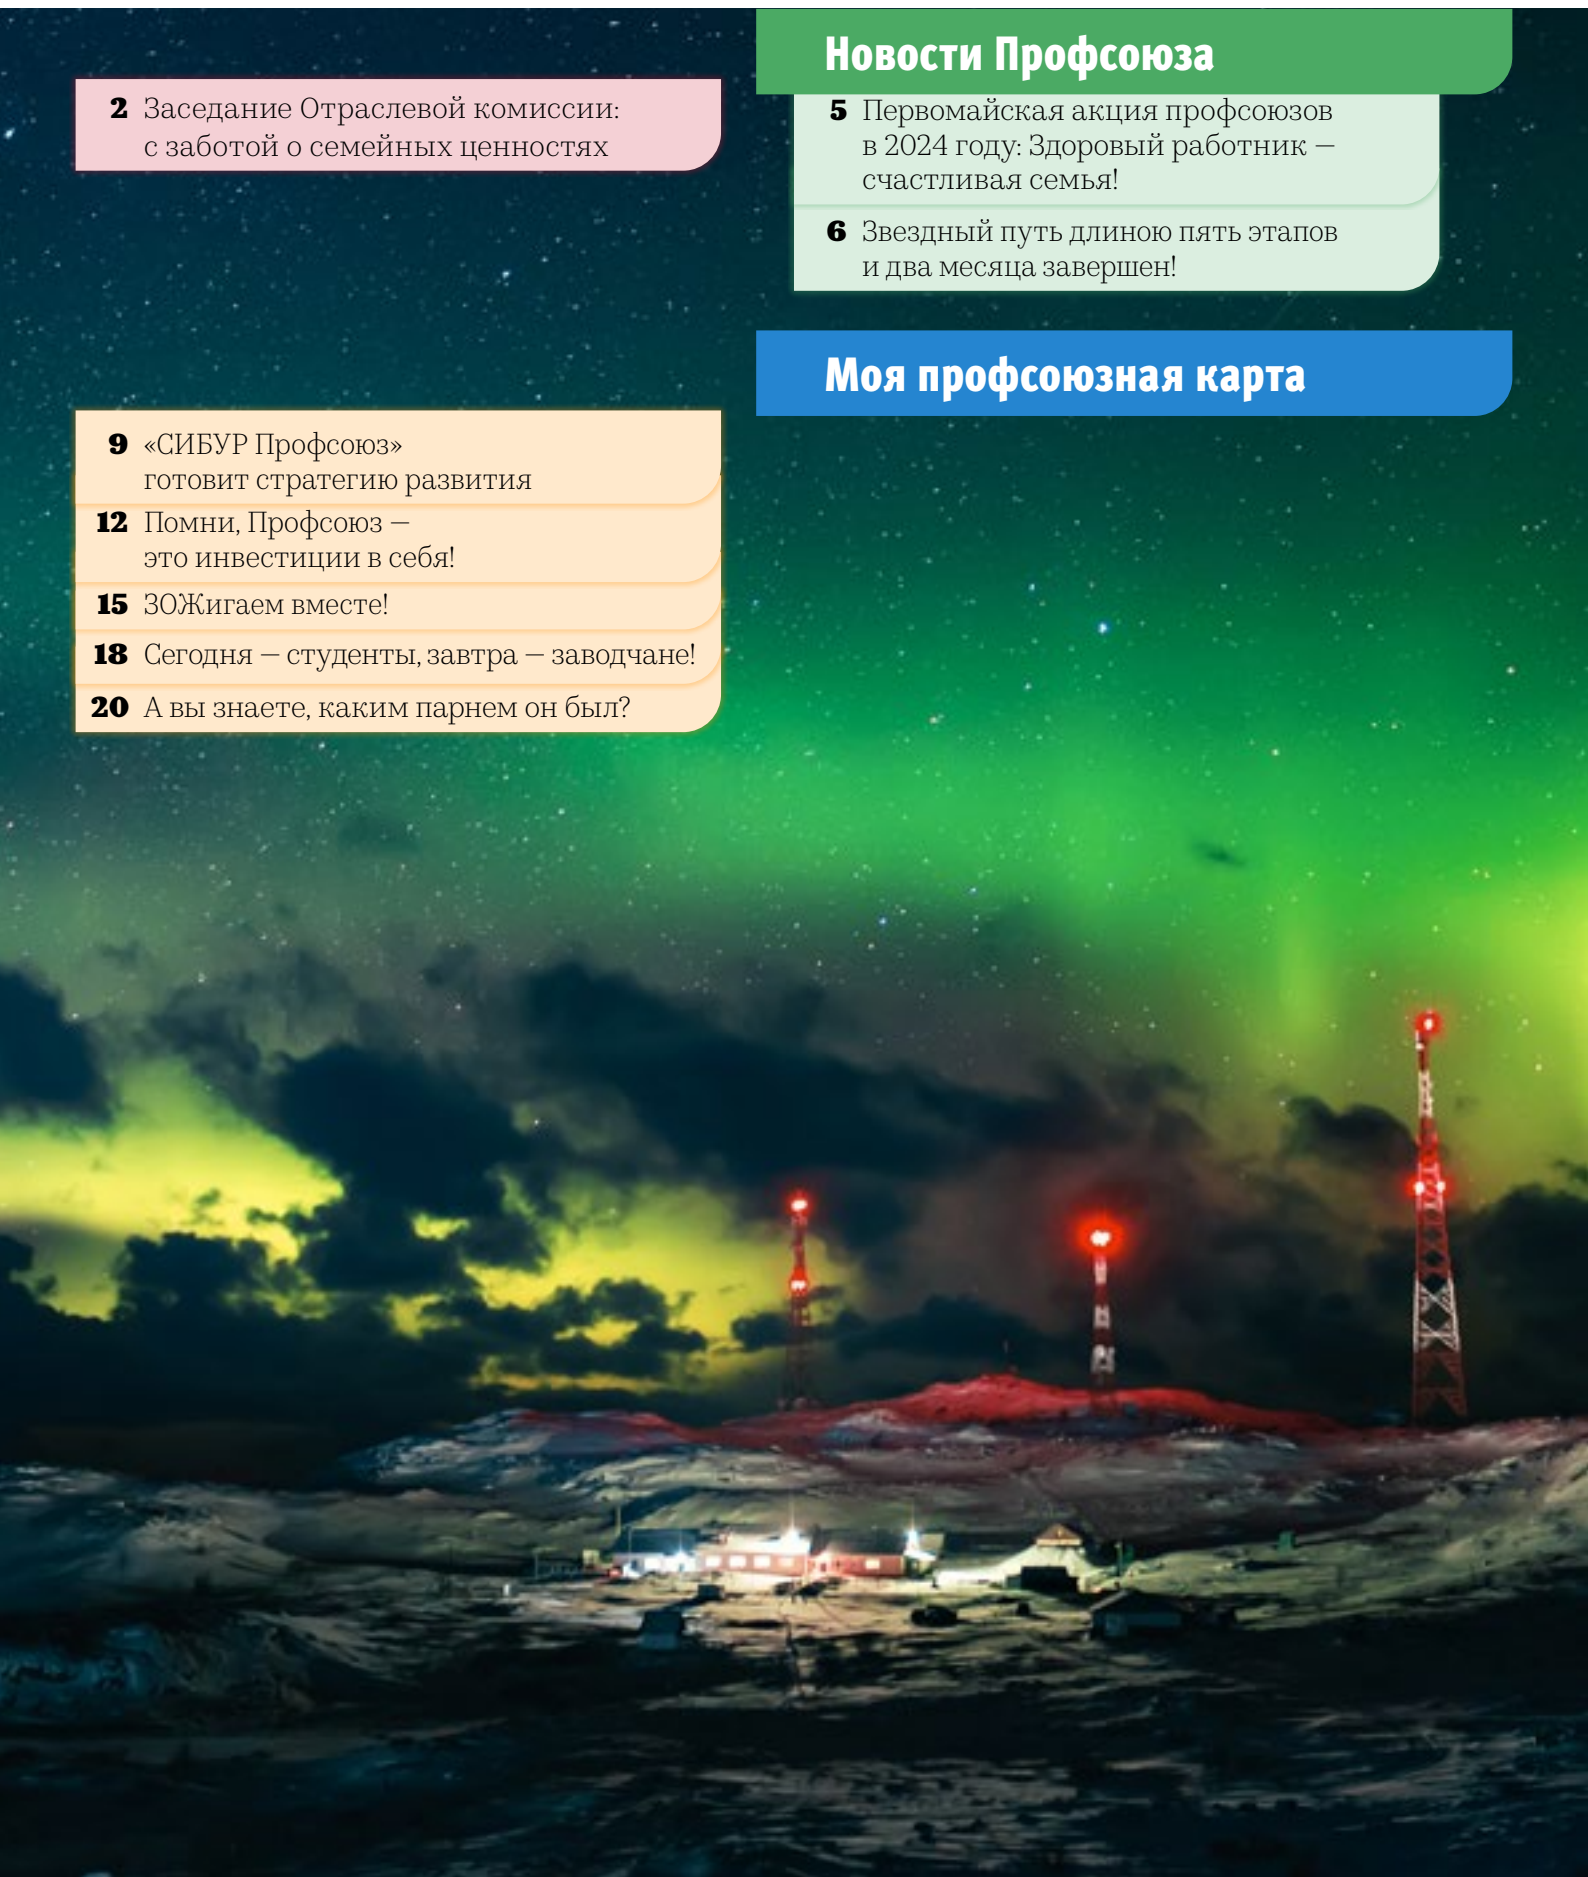 2 Заседание Отраслевой комиссии:
с заботой о семейных ценностях
9 «СИБУР Профсоюз»
готовит стратегию развития
12 Помни, Профсоюз —
это инвестиции в себя!
15 ЗОЖигаем вместе!
18 Сегодня — студенты, завтра — заводчане!
20 А вы знаете, каким парнем он был?
Новости Профсоюза
5 Первомайская акция профсоюзов
в 2024 году: Здоровый работник —
счастливая семья!
6 Звездный путь длиною пять этапов
и два месяца завершен!
Моя профсоюзная карта